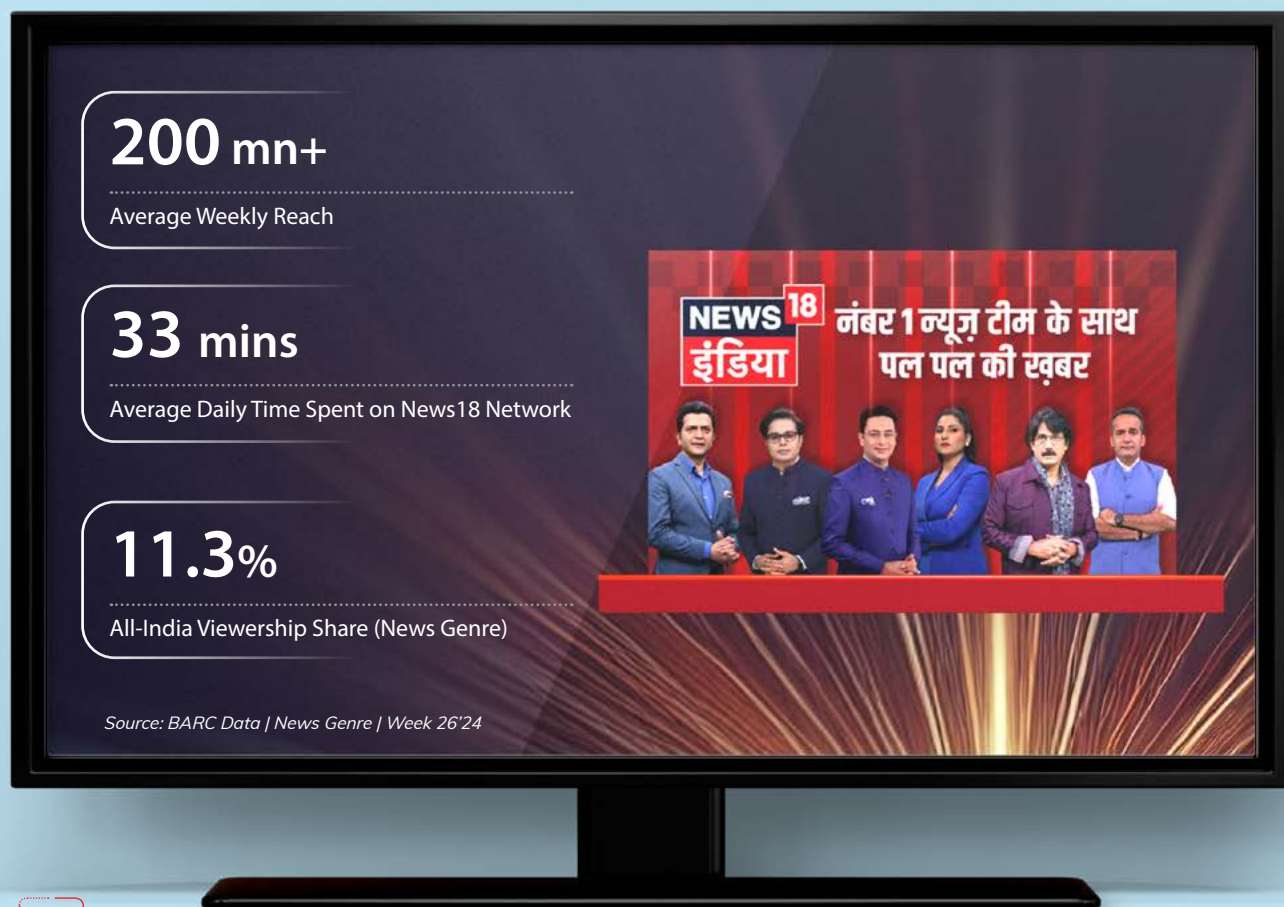 200 mn+
Average Weekly Reach
33 mins
Average Daily Time Spent on News18 Network
11.3%
All-India Viewership Share (News Genre)
Source: BARC Data | News Genre | Week 26'24
NEWS 18
इंडिया
नंबर 1 न्यूज़ टीम के साथ
पल पल की ख़बर